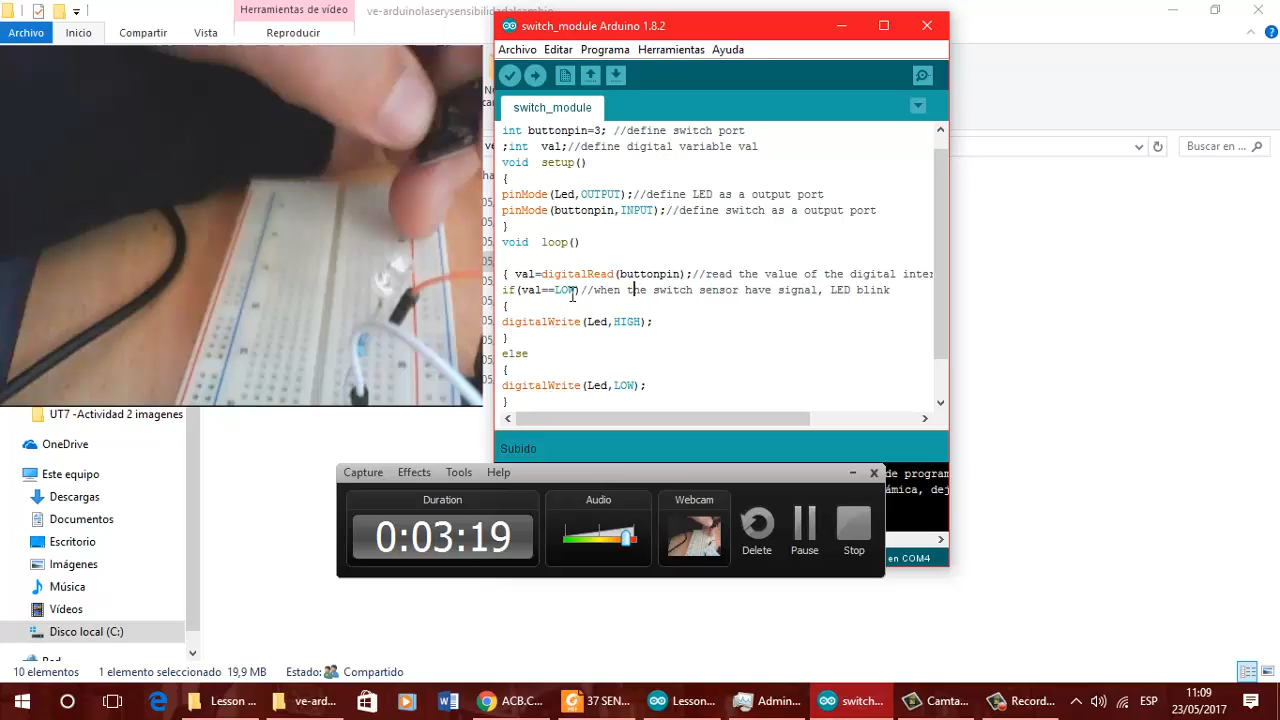 Herramientas de vídeo
ve-arduinolaserysensibilidadalcambio
Archivo
Inicio
Compartir
Vista
Reproducir
switch_module Arduino 1.8.2
Archivo Editar Programa Herramientas Ayuda
switch_module
int buttonpin=3; //define switch port
;int  val;//define digital variable val
void  setup()
{
pinMode(Led,OUTPUT);//define LED as a output port
pinMode(buttonpin,INPUT);//define switch as a output port
}
void  loop()
{ val=digitalRead(buttonpin);//read the value of the digital inter
if(val==LOW)//when the switch sensor have signal, LED blink
{
digitalWrite(Led,HIGH);
}
else
{
digitalWrite(Led,LOW);
}
Subido
de program
ámica, dej
en COM4
Buscar en ...
UT7 -Actividad 2 imagenes
OneDrive
Este equipo
Descargas
Documentos
Escritorio
Imágenes
Música
Vídeos
Disco local (C:)
Capture Effects Tools Help
Duration
0:03:19
Audio
Webcam
Delete
Pause
Stop
10 elementos
1 elemento seleccionado 19,9 MB
Estado:
Compartido
Lesson ...
ve-ard...
ACB.C...
37 SEN...
Lesson...
Admin...
switch...
Camta...
Record...
ESP
11:09
23/05/2017